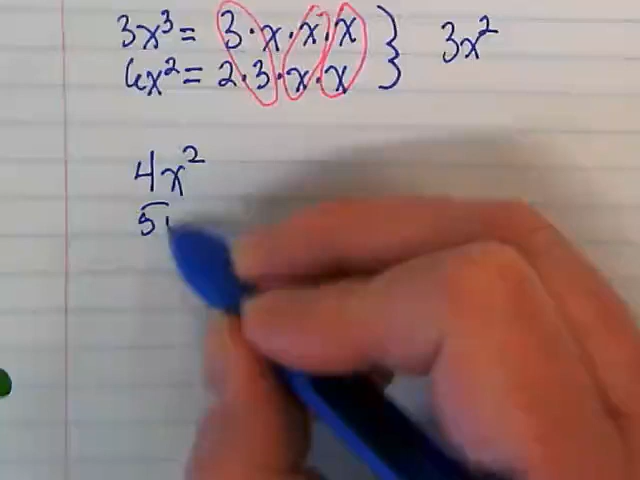 3x³ = 3·x·x·x } 3x²
6x² = 2·3·x·x
4x²
5